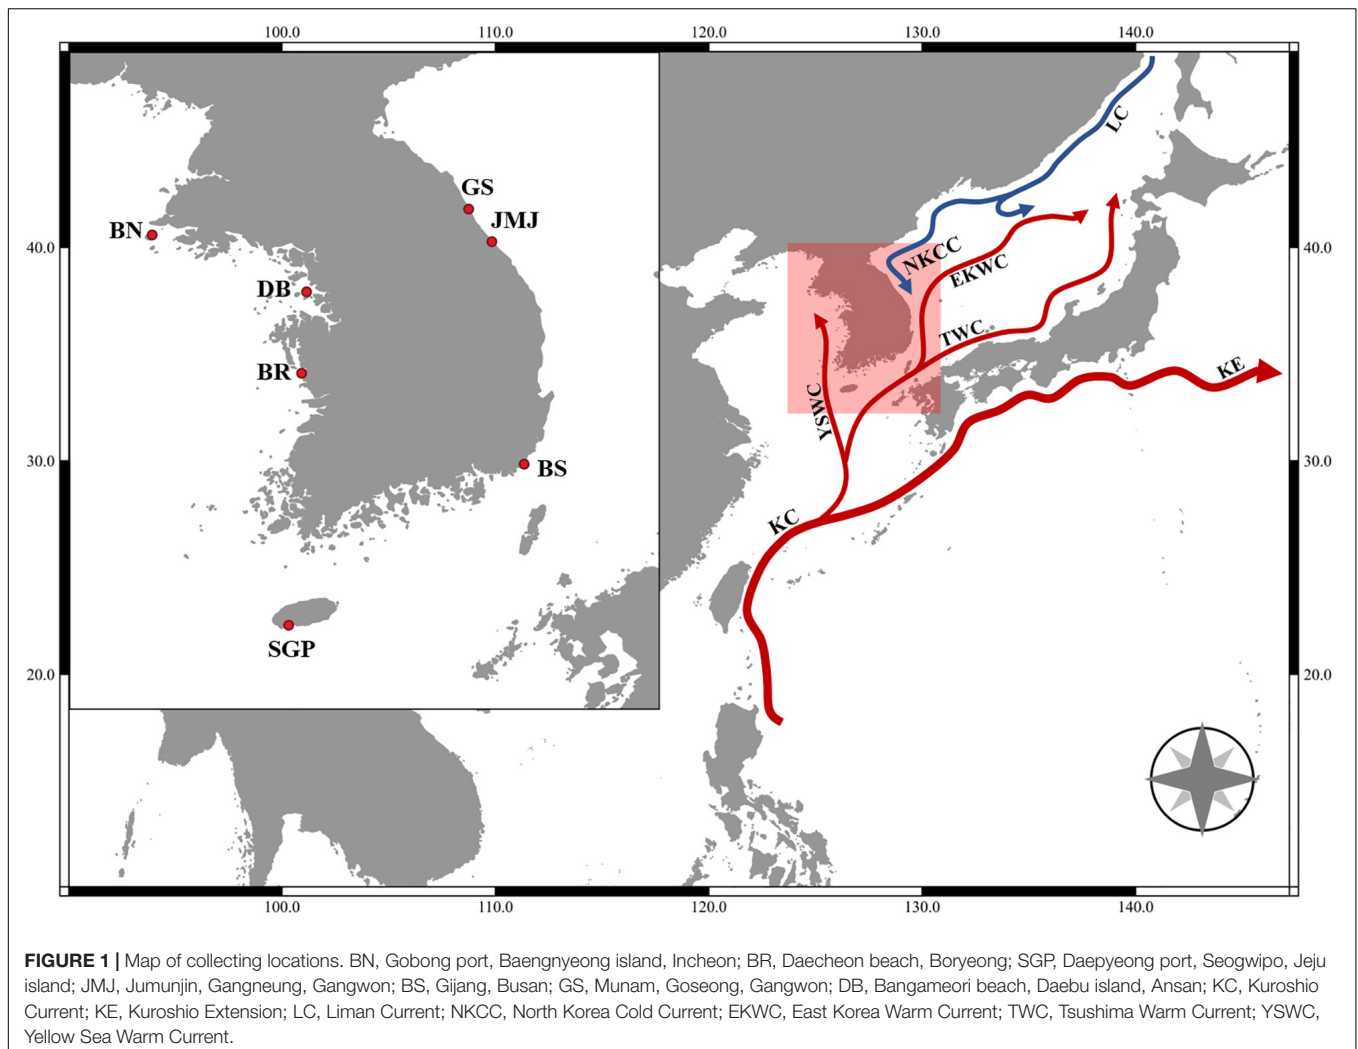 100.0 110.0 120.0 130.0 140.0
LC
GS
JMJ
BN
40.0 40.0
NKCC
EKWC
DB
TWC
BR
KE
YSWC
30.0 30.0
BS
KC
SGP
20.0 20.0
100.0 110.0 120.0 130.0 140.0
FIGURE 1 | Map of collecting locations. BN, Gobong port, Baengnyeong island, Incheon; BR, Daecheon beach, Boryeong; SGP, Daepyeong port, Seogwipo, Jeju
island; JMJ, Jumunjin, Gangneung, Gangwon; BS, Gijang, Busan; GS, Munam, Goseong, Gangwon; DB, Bangameori beach, Daebu island, Ansan; KC, Kuroshio
Current; KE, Kuroshio Extension; LC, Liman Current; NKCC, North Korea Cold Current; EKWC, East Korea Warm Current; TWC, Tsushima Warm Current; YSWC,
Yellow Sea Warm Current.